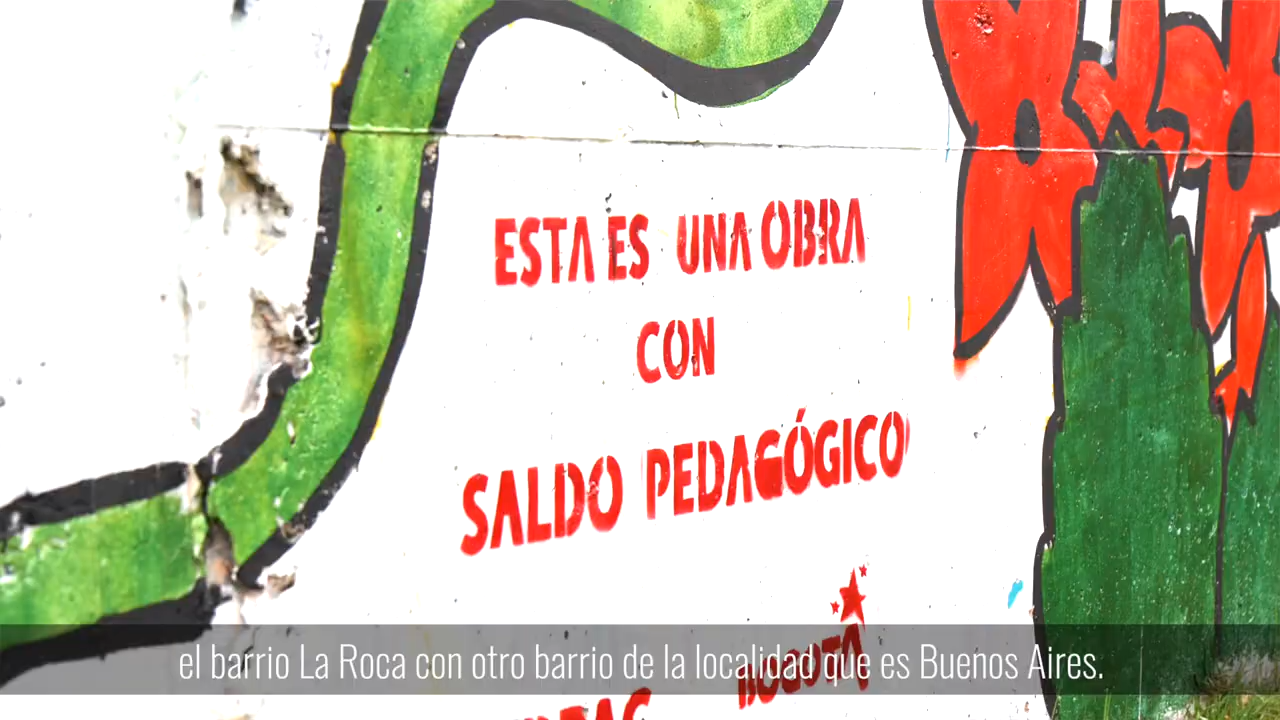 ESTA ES UNA OBRA
CON
SALDO PEDAGÓGICO
BOGOTÁ
el barrio La Roca con otro barrio de la localidad que es Buenos Aires.